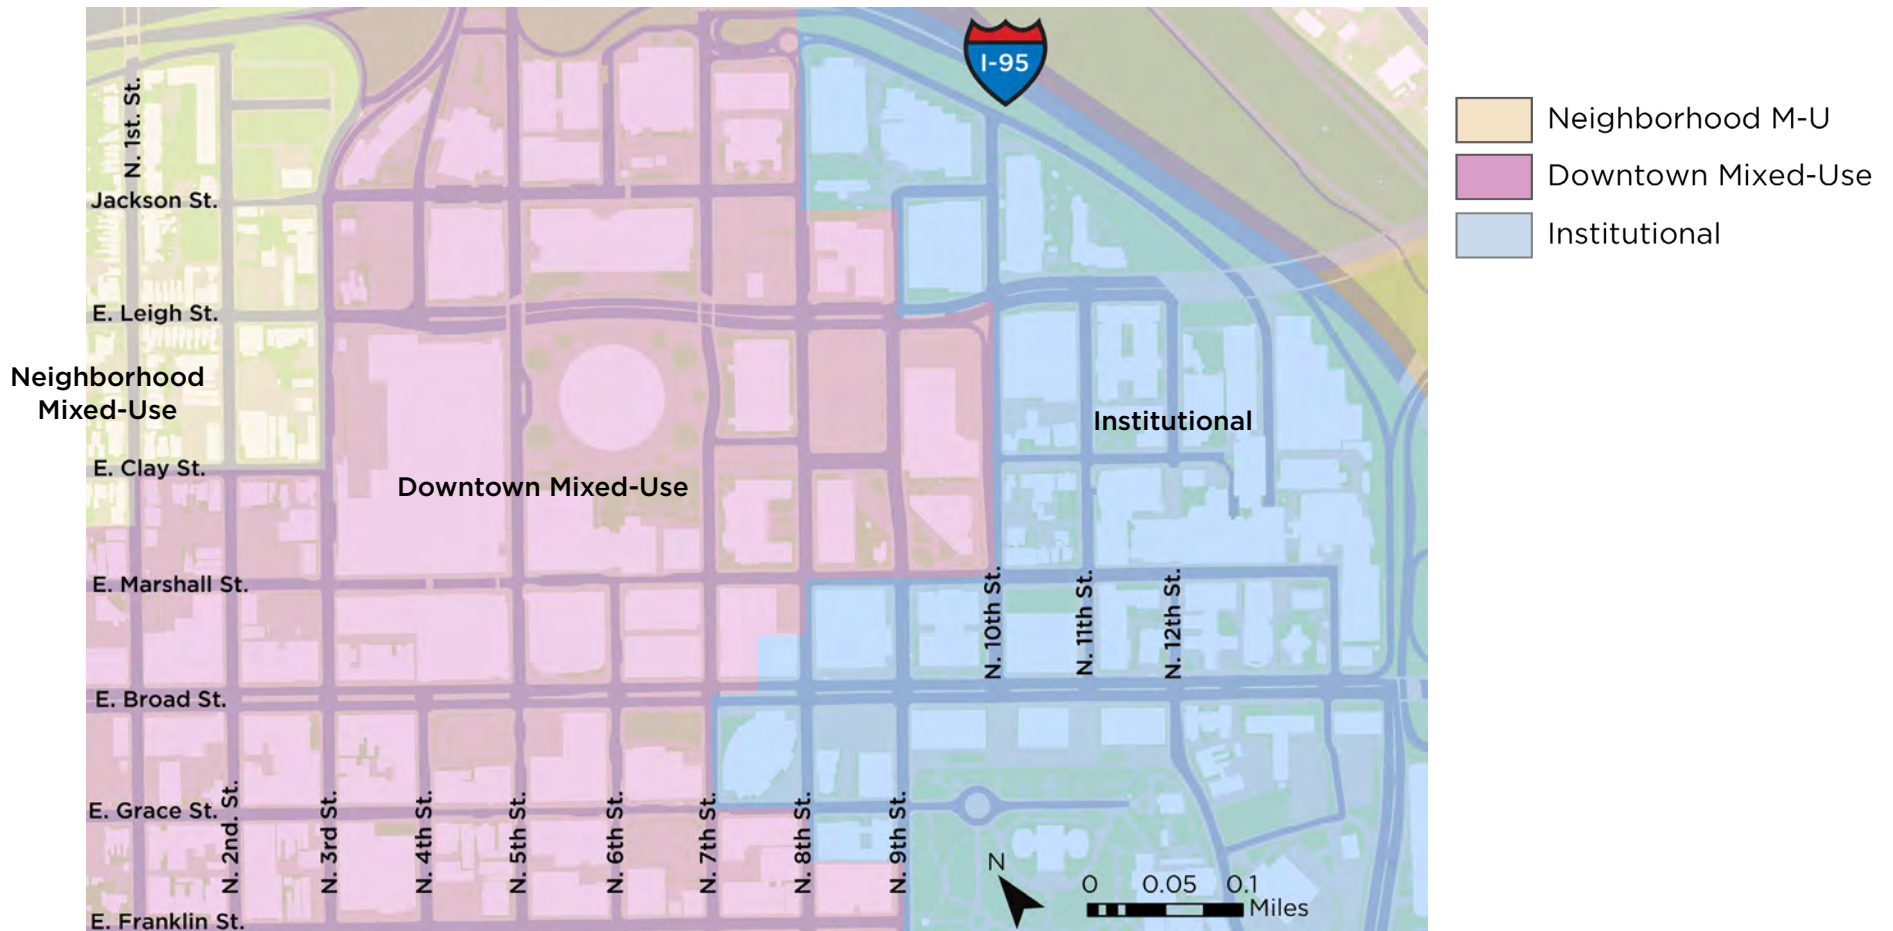 I-95
N. 1st. St.
Jackson St.
E. Leigh St.
Neighborhood
Mixed-Use
E. Clay St.
Downtown Mixed-Use
Institutional
E. Marshall St.
N. 10th St.
N. 11th St.
N. 12th St.
E. Broad St.
E. Grace St.
N. 2nd. St.
N. 3rd St.
N. 4th St.
N. 5th St.
N. 6th St.
N. 7th St.
N. 8th St.
N. 9th St.
E. Franklin St.
N
0 0.05 0.1
Miles
Neighborhood M-U
Downtown Mixed-Use
Institutional